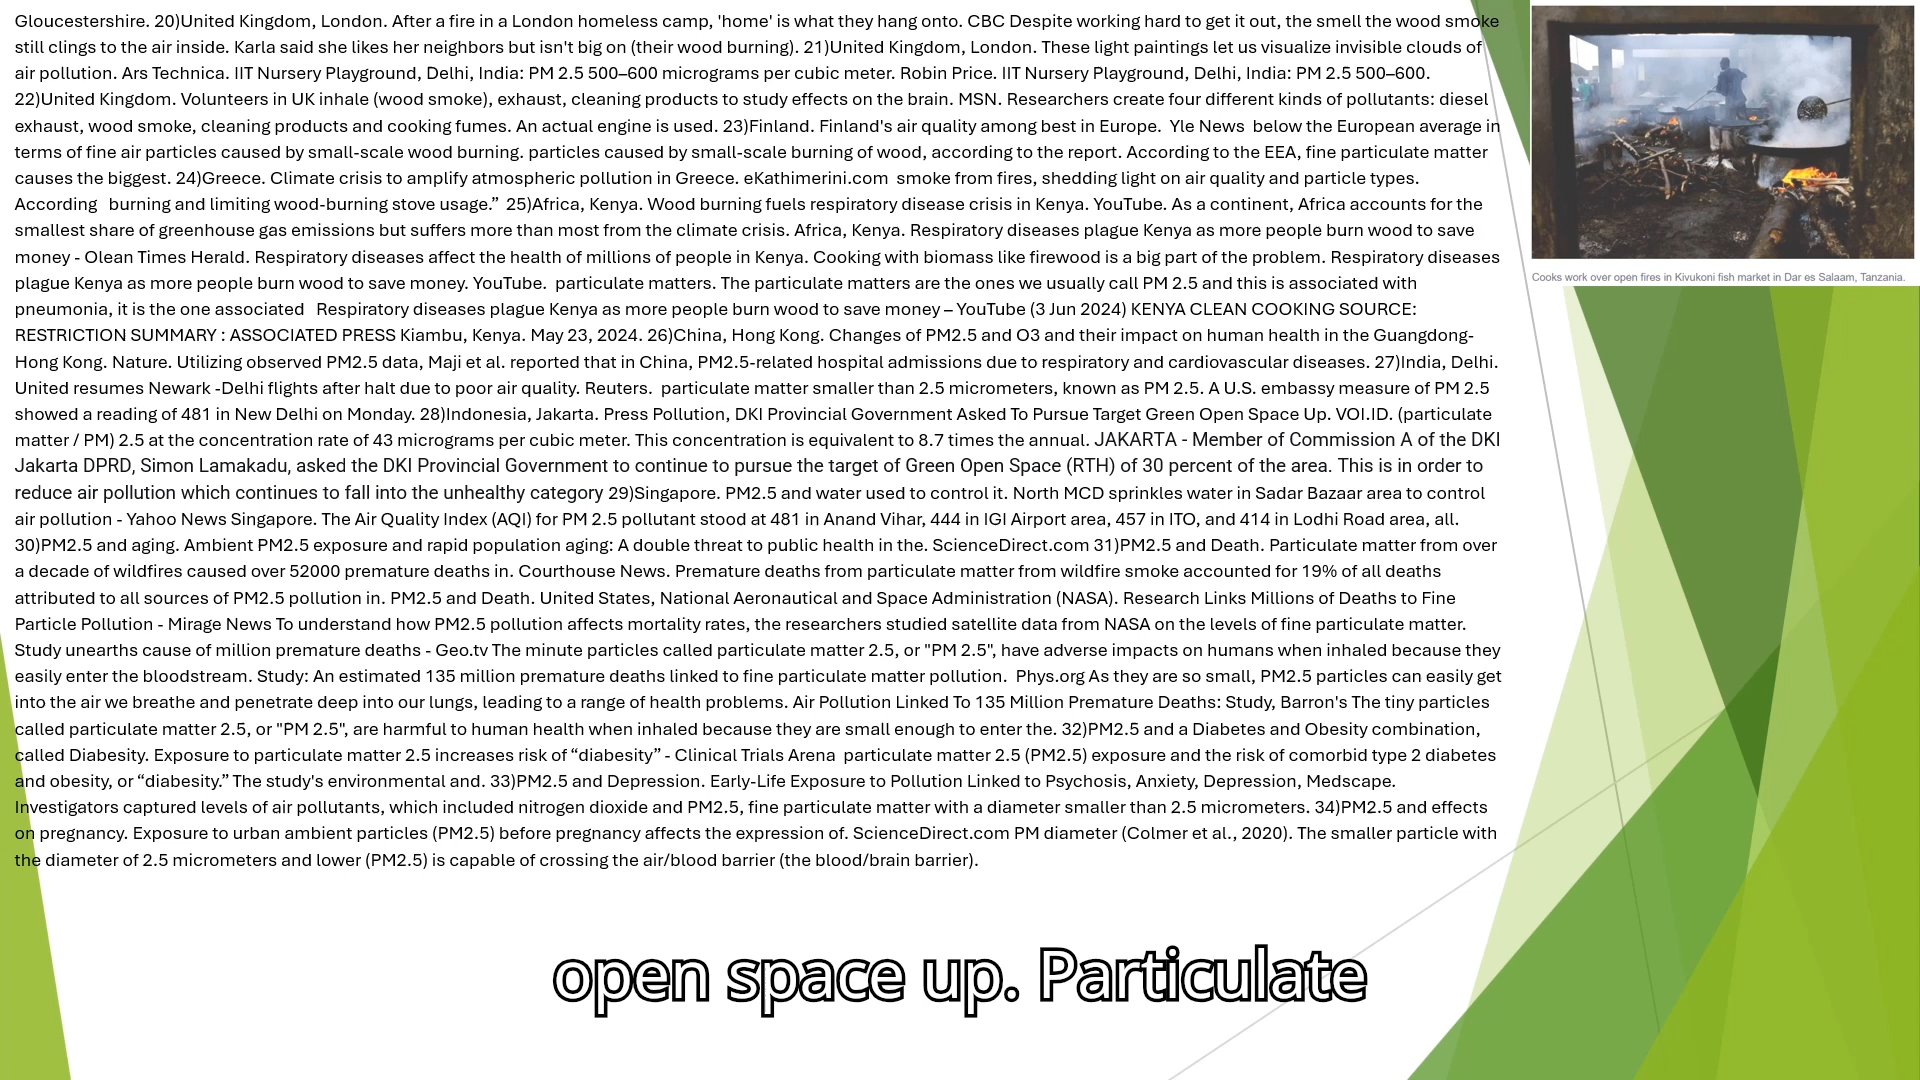 Gloucestershire. 20)United Kingdom, London. After a fire in a London homeless camp, 'home' is what they hang onto. CBC Despite working hard to get it out, the smell the wood smoke
still clings to the air inside. Karla said she likes her neighbors but isn't big on (their wood burning). 21)United Kingdom, London. These light paintings let us visualize invisible clouds of
air pollution. Ars Technica. IIT Nursery Playground, Delhi, India: PM 2.5 500–600 micrograms per cubic meter. Robin Price. IIT Nursery Playground, Delhi, India: PM 2.5 500–600.
22)United Kingdom. Volunteers in UK inhale (wood smoke), exhaust, cleaning products to study effects on the brain. MSN. Researchers create four different kinds of pollutants: diesel
exhaust, wood smoke, cleaning products and cooking fumes. An actual engine is used. 23)Finland. Finland's air quality among best in Europe.  Yle News  below the European average in
terms of fine air particles caused by small-scale wood burning. particles caused by small-scale burning of wood, according to the report. According to the EEA, fine particulate matter
causes the biggest. 24)Greece. Climate crisis to amplify atmospheric pollution in Greece. eKathimerini.com  smoke from fires, shedding light on air quality and particle types.
According  burning and limiting wood-burning stove usage.”  25)Africa, Kenya. Wood burning fuels respiratory disease crisis in Kenya. YouTube. As a continent, Africa accounts for the
smallest share of greenhouse gas emissions but suffers more than most from the climate crisis. Africa, Kenya. Respiratory diseases plague Kenya as more people burn wood to save
money - Olean Times Herald. Respiratory diseases affect the health of millions of people in Kenya. Cooking with biomass like firewood is a big part of the problem. Respiratory diseases
plague Kenya as more people burn wood to save money. YouTube.  particulate matters. The particulate matters are the ones we usually call PM 2.5 and this is associated with
pneumonia, it is the one associated  Respiratory diseases plague Kenya as more people burn wood to save money – YouTube (3 Jun 2024) KENYA CLEAN COOKING SOURCE:
RESTRICTION SUMMARY : ASSOCIATED PRESS Kiambu, Kenya. May 23, 2024. 26)China, Hong Kong. Changes of PM2.5 and O3 and their impact on human health in the Guangdong-
Hong Kong. Nature. Utilizing observed PM2.5 data, Maji et al. reported that in China, PM2.5-related hospital admissions due to respiratory and cardiovascular diseases. 27)India, Delhi.
United resumes Newark -Delhi flights after halt due to poor air quality. Reuters.  particulate matter smaller than 2.5 micrometers, known as PM 2.5. A U.S. embassy measure of PM 2.5
showed a reading of 481 in New Delhi on Monday. 28)Indonesia, Jakarta. Press Pollution, DKI Provincial Government Asked To Pursue Target Green Open Space Up. VOI.ID. (particulate
matter / PM) 2.5 at the concentration rate of 43 micrograms per cubic meter. This concentration is equivalent to 8.7 times the annual. JAKARTA - Member of Commission A of the DKI
Jakarta DPRD, Simon Lamakadu, asked the DKI Provincial Government to continue to pursue the target of Green Open Space (RTH) of 30 percent of the area. This is in order to
reduce air pollution which continues to fall into the unhealthy category 29)Singapore. PM2.5 and water used to control it. North MCD sprinkles water in Sadar Bazaar area to control
air pollution - Yahoo News Singapore. The Air Quality Index (AQI) for PM 2.5 pollutant stood at 481 in Anand Vihar, 444 in IGI Airport area, 457 in ITO, and 414 in Lodhi Road area, all.
30)PM2.5 and aging. Ambient PM2.5 exposure and rapid population aging: A double threat to public health in the. ScienceDirect.com 31)PM2.5 and Death. Particulate matter from over
a decade of wildfires caused over 52000 premature deaths in. Courthouse News. Premature deaths from particulate matter from wildfire smoke accounted for 19% of all deaths
attributed to all sources of PM2.5 pollution in. PM2.5 and Death. United States, National Aeronautical and Space Administration (NASA). Research Links Millions of Deaths to Fine
Particle Pollution - Mirage News To understand how PM2.5 pollution affects mortality rates, the researchers studied satellite data from NASA on the levels of fine particulate matter.
Study unearths cause of million premature deaths - Geo.tv The minute particles called particulate matter 2.5, or "PM 2.5", have adverse impacts on humans when inhaled because they
easily enter the bloodstream. Study: An estimated 135 million premature deaths linked to fine particulate matter pollution.  Phys.org As they are so small, PM2.5 particles can easily get
into the air we breathe and penetrate deep into our lungs, leading to a range of health problems. Air Pollution Linked To 135 Million Premature Deaths: Study, Barron's The tiny particles
called particulate matter 2.5, or "PM 2.5", are harmful to human health when inhaled because they are small enough to enter the. 32)PM2.5 and a Diabetes and Obesity combination,
called Diabesity. Exposure to particulate matter 2.5 increases risk of “diabesity” - Clinical Trials Arena  particulate matter 2.5 (PM2.5) exposure and the risk of comorbid type 2 diabetes
and obesity, or “diabesity.” The study's environmental and. 33)PM2.5 and Depression. Early-Life Exposure to Pollution Linked to Psychosis, Anxiety, Depression, Medscape.
Investigators captured levels of air pollutants, which included nitrogen dioxide and PM2.5, fine particulate matter with a diameter smaller than 2.5 micrometers. 34)PM2.5 and effects
on pregnancy. Exposure to urban ambient particles (PM2.5) before pregnancy affects the expression of. ScienceDirect.com PM diameter (Colmer et al., 2020). The smaller particle with
the diameter of 2.5 micrometers and lower (PM2.5) is capable of crossing the air/blood barrier (the blood/brain barrier).
Cooks work over open fires in Kivukoni fish market in Dar es Salaam, Tanzania.
open space up. Particulate